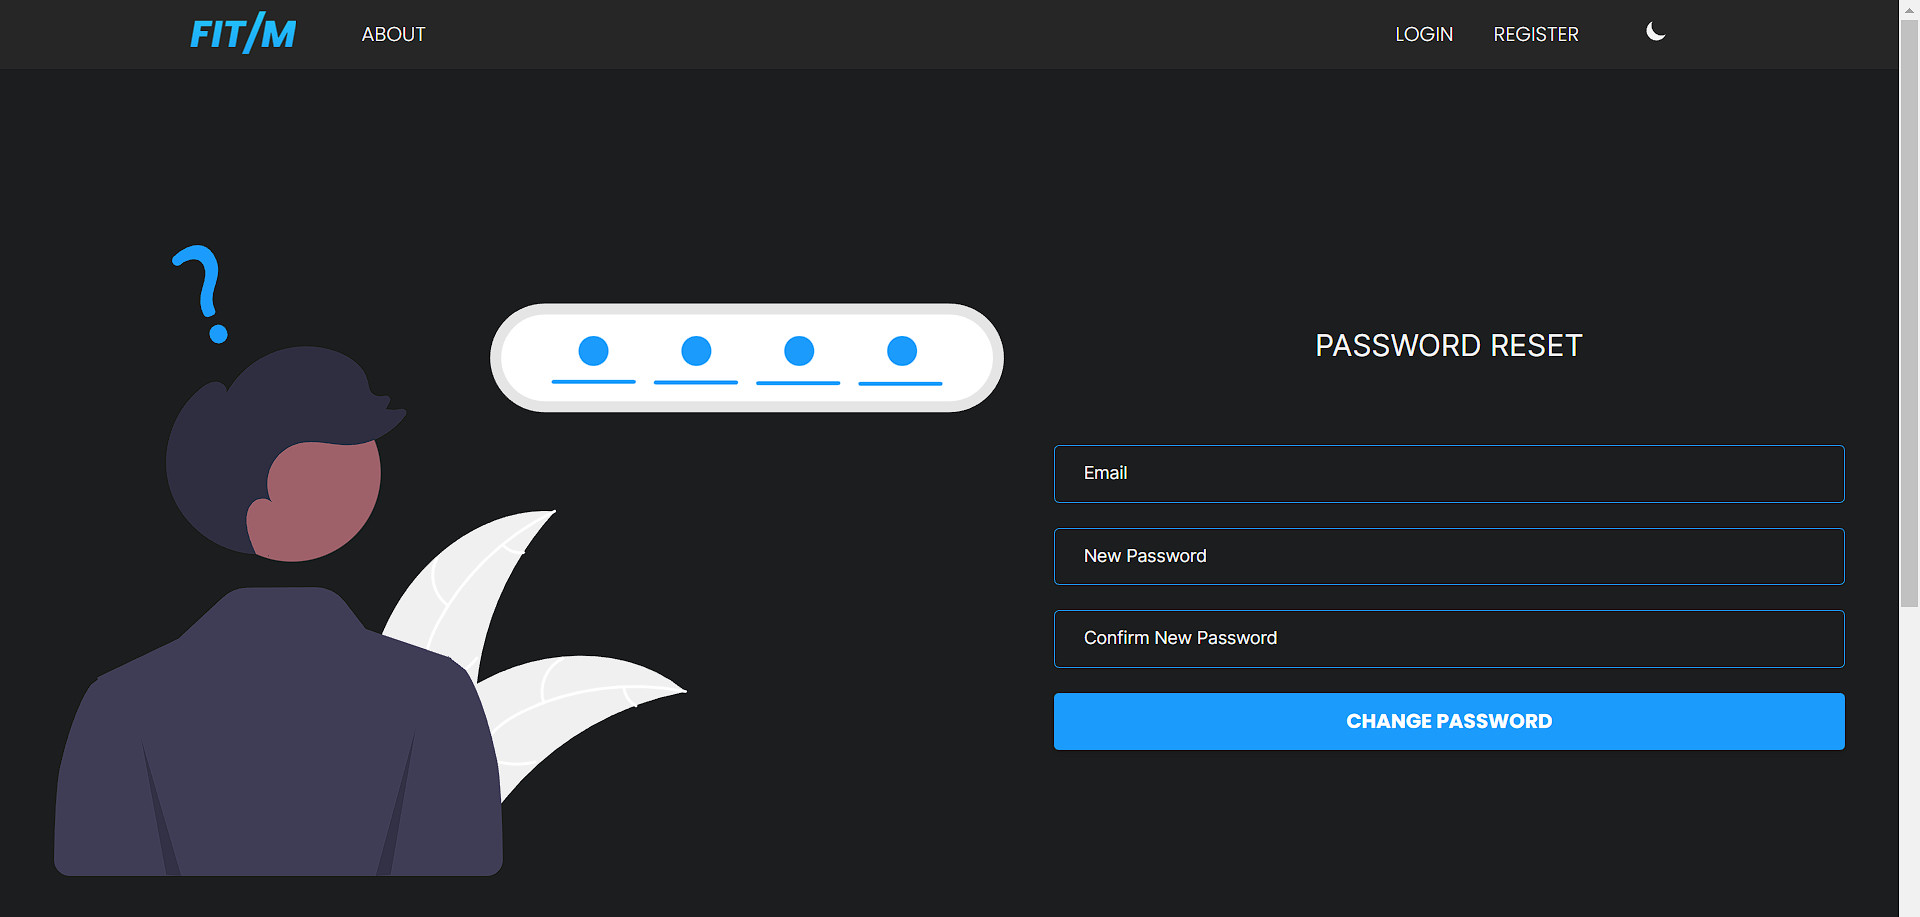 FIT/M
ABOUT
LOGIN
REGISTER
?
PASSWORD RESET
Email
New Password
Confirm New Password
CHANGE PASSWORD